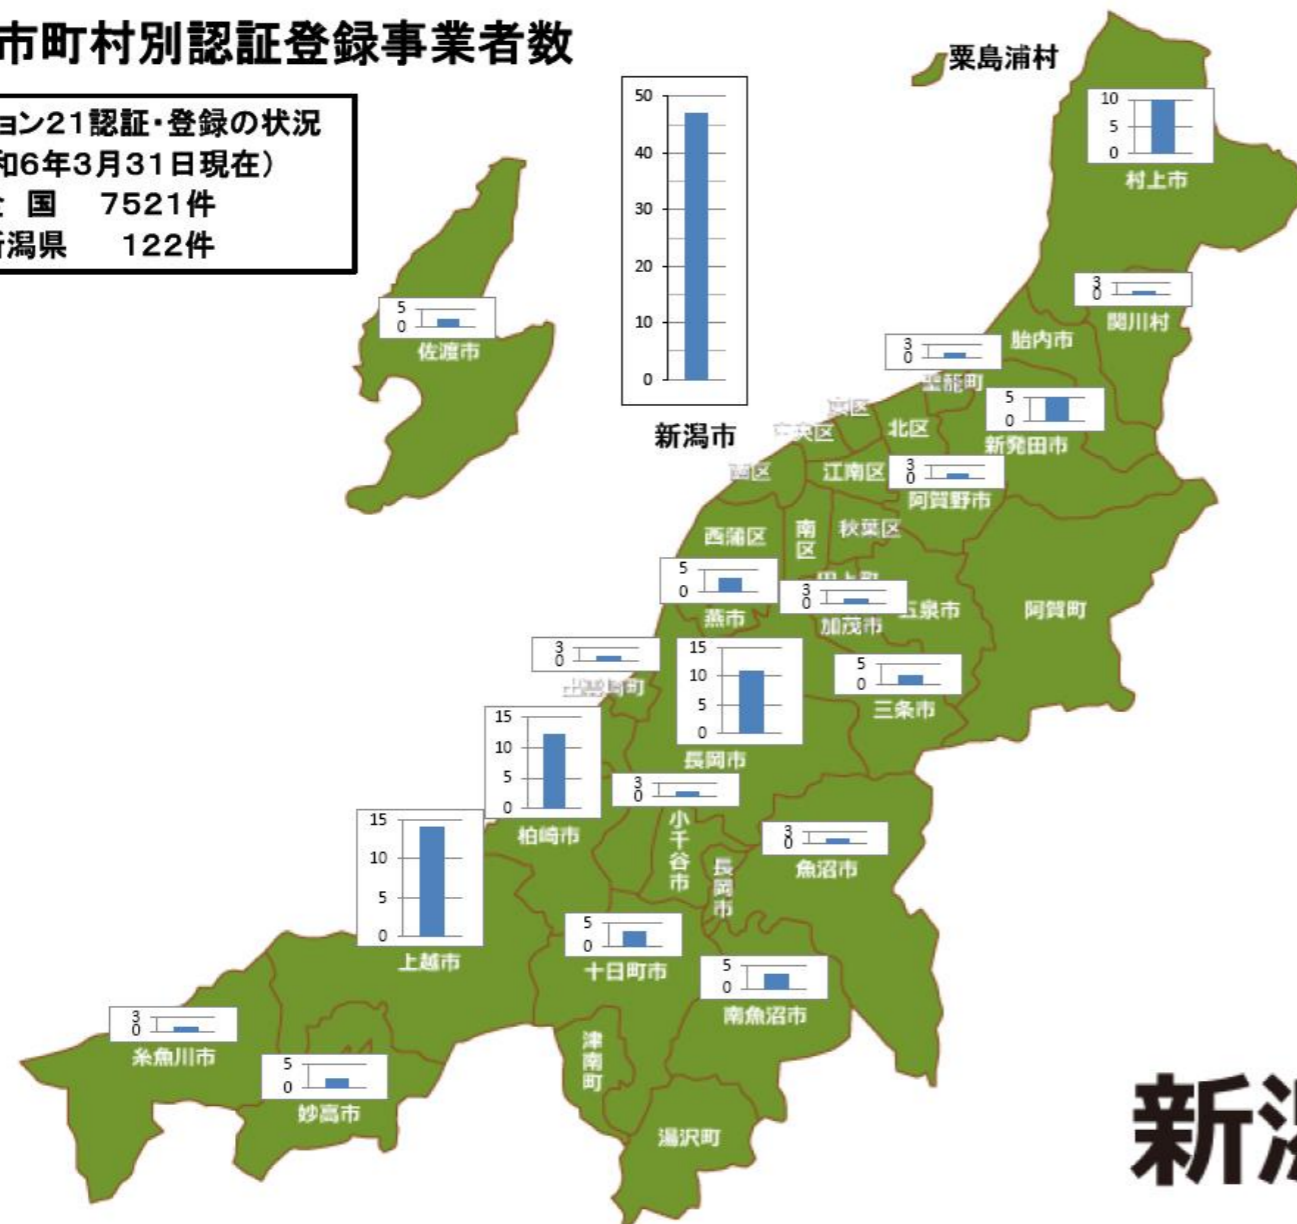 市町村別認証登録事業者数
ョン21認証・登録の状況
和6年3月31日現在）
国 7521件
潟県 122件
粟島浦村
10
5
0
村上市
50
40
30
20
10
0
新潟市
5
0
佐渡市
3
0
関川村
胎内市
3
0
聖籠町
5
0
新発田市
北区
江南区
3
0
阿賀野市
西蒲区
南区
秋葉区
5
0
燕市
3
0
加茂市
五泉市
阿賀町
3
0
15
10
5
0
長岡市
5
0
三条市
15
10
5
0
柏崎市
3
0
小千谷市
長岡市
3
0
魚沼市
15
10
5
0
上越市
5
0
十日町市
5
0
南魚沼市
3
0
糸魚川市
5
0
妙高市
津南町
湯沢町
新潟